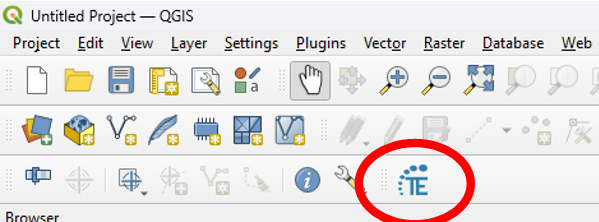 Untitled Project — QGIS
Project Edit View Layer Settings Plugins Vector Raster Database Web
a
TE
Browser